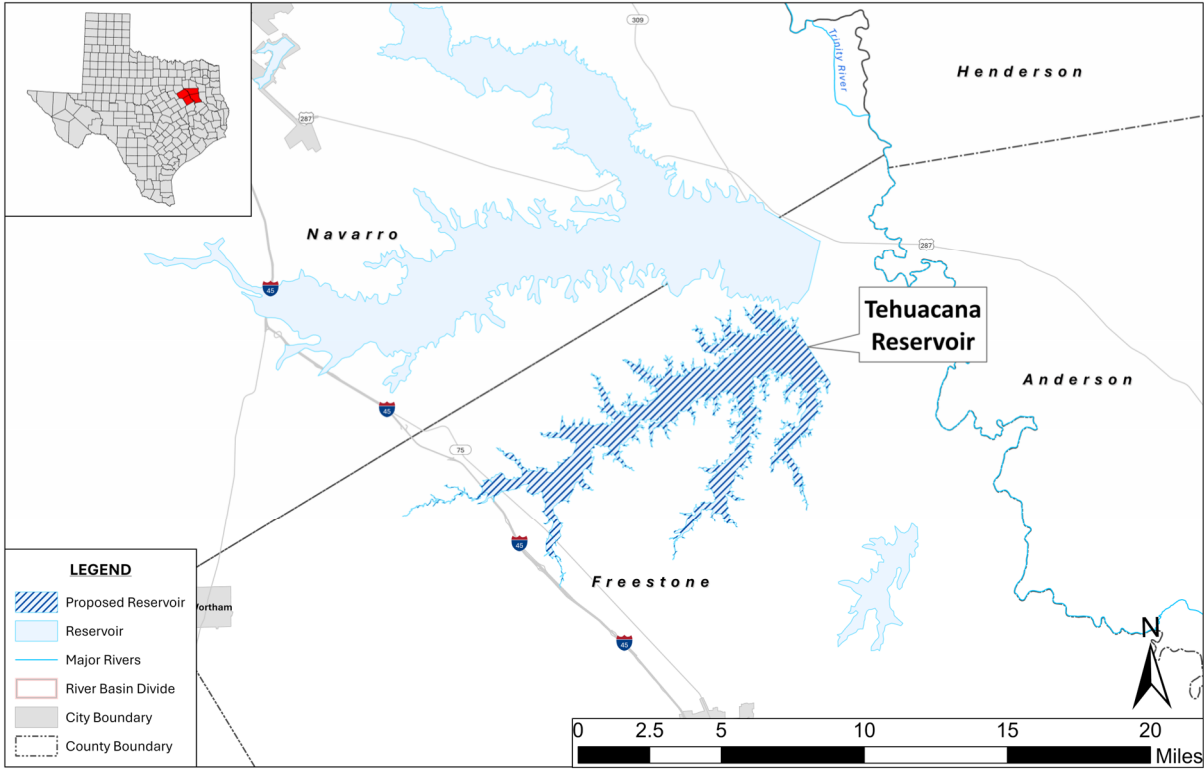 309
Trinity River
Henderson
287
Navarro
287
45
Tehuacana
Reservoir
Anderson
45
75
45
Freestone
45
LEGEND
Proposed Reservoir
Reservoir
Major Rivers
River Basin Divide
City Boundary
County Boundary
ortham
N
0 2.5 5 10 15 20
Miles